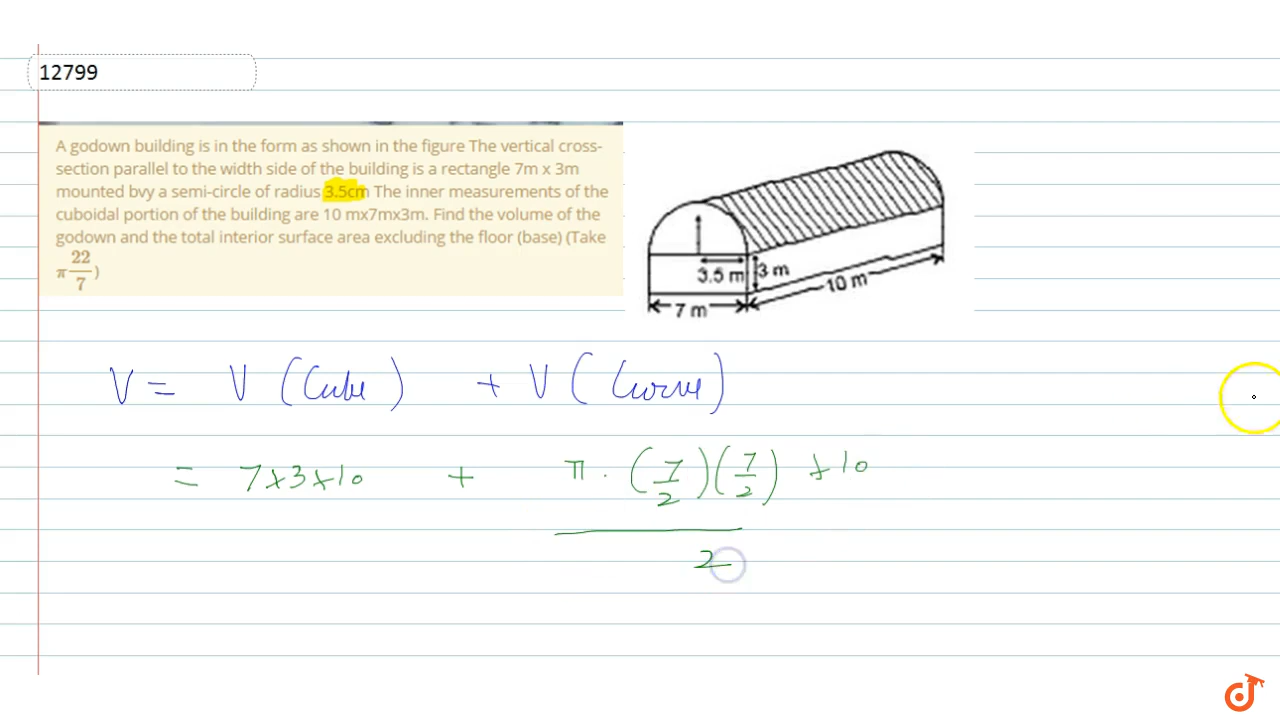 12799
A godown building is in the form as shown in the figure The vertical cross-
section parallel to the width side of the building is a rectangle 7m x 3m
mounted bvy a semi-circle of radius 3.5cm The inner measurements of the
cuboidal portion of the building are 10 mx7mx3m. Find the volume of the
godown and the total interior surface area excluding the floor (base) (Take
π 22/7)
3.5 m
3 m
10 m
7 m
V = V (Cube) + V (Curve)
= 7x3x10 + π · (7/2)(7/2) x10
2